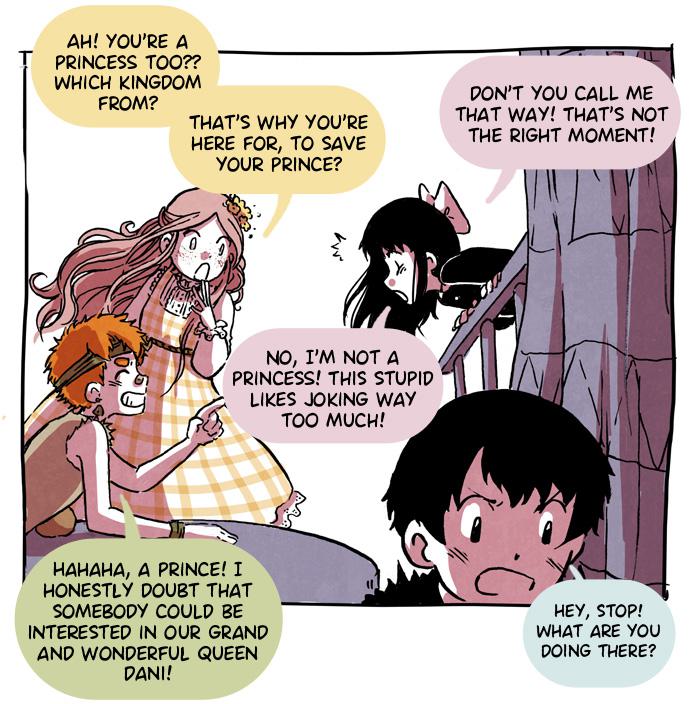 AH! YOU'RE A
PRINCESS TOO??
WHICH KINGDOM
FROM?
THAT'S WHY YOU'RE
HERE FOR, TO SAVE
YOUR PRINCE?
DON'T YOU CALL ME
THAT WAY! THAT'S NOT
THE RIGHT MOMENT!
NO, I'M NOT A
PRINCESS! THIS STUPID
LIKES JOKING WAY
TOO MUCH!
HAHAHA, A PRINCE! I
HONESTLY DOUBT THAT
SOMEBODY COULD BE
INTERESTED IN OUR GRAND
AND WONDERFUL QUEEN
DANI!
HEY, STOP!
WHAT ARE YOU
DOING THERE?